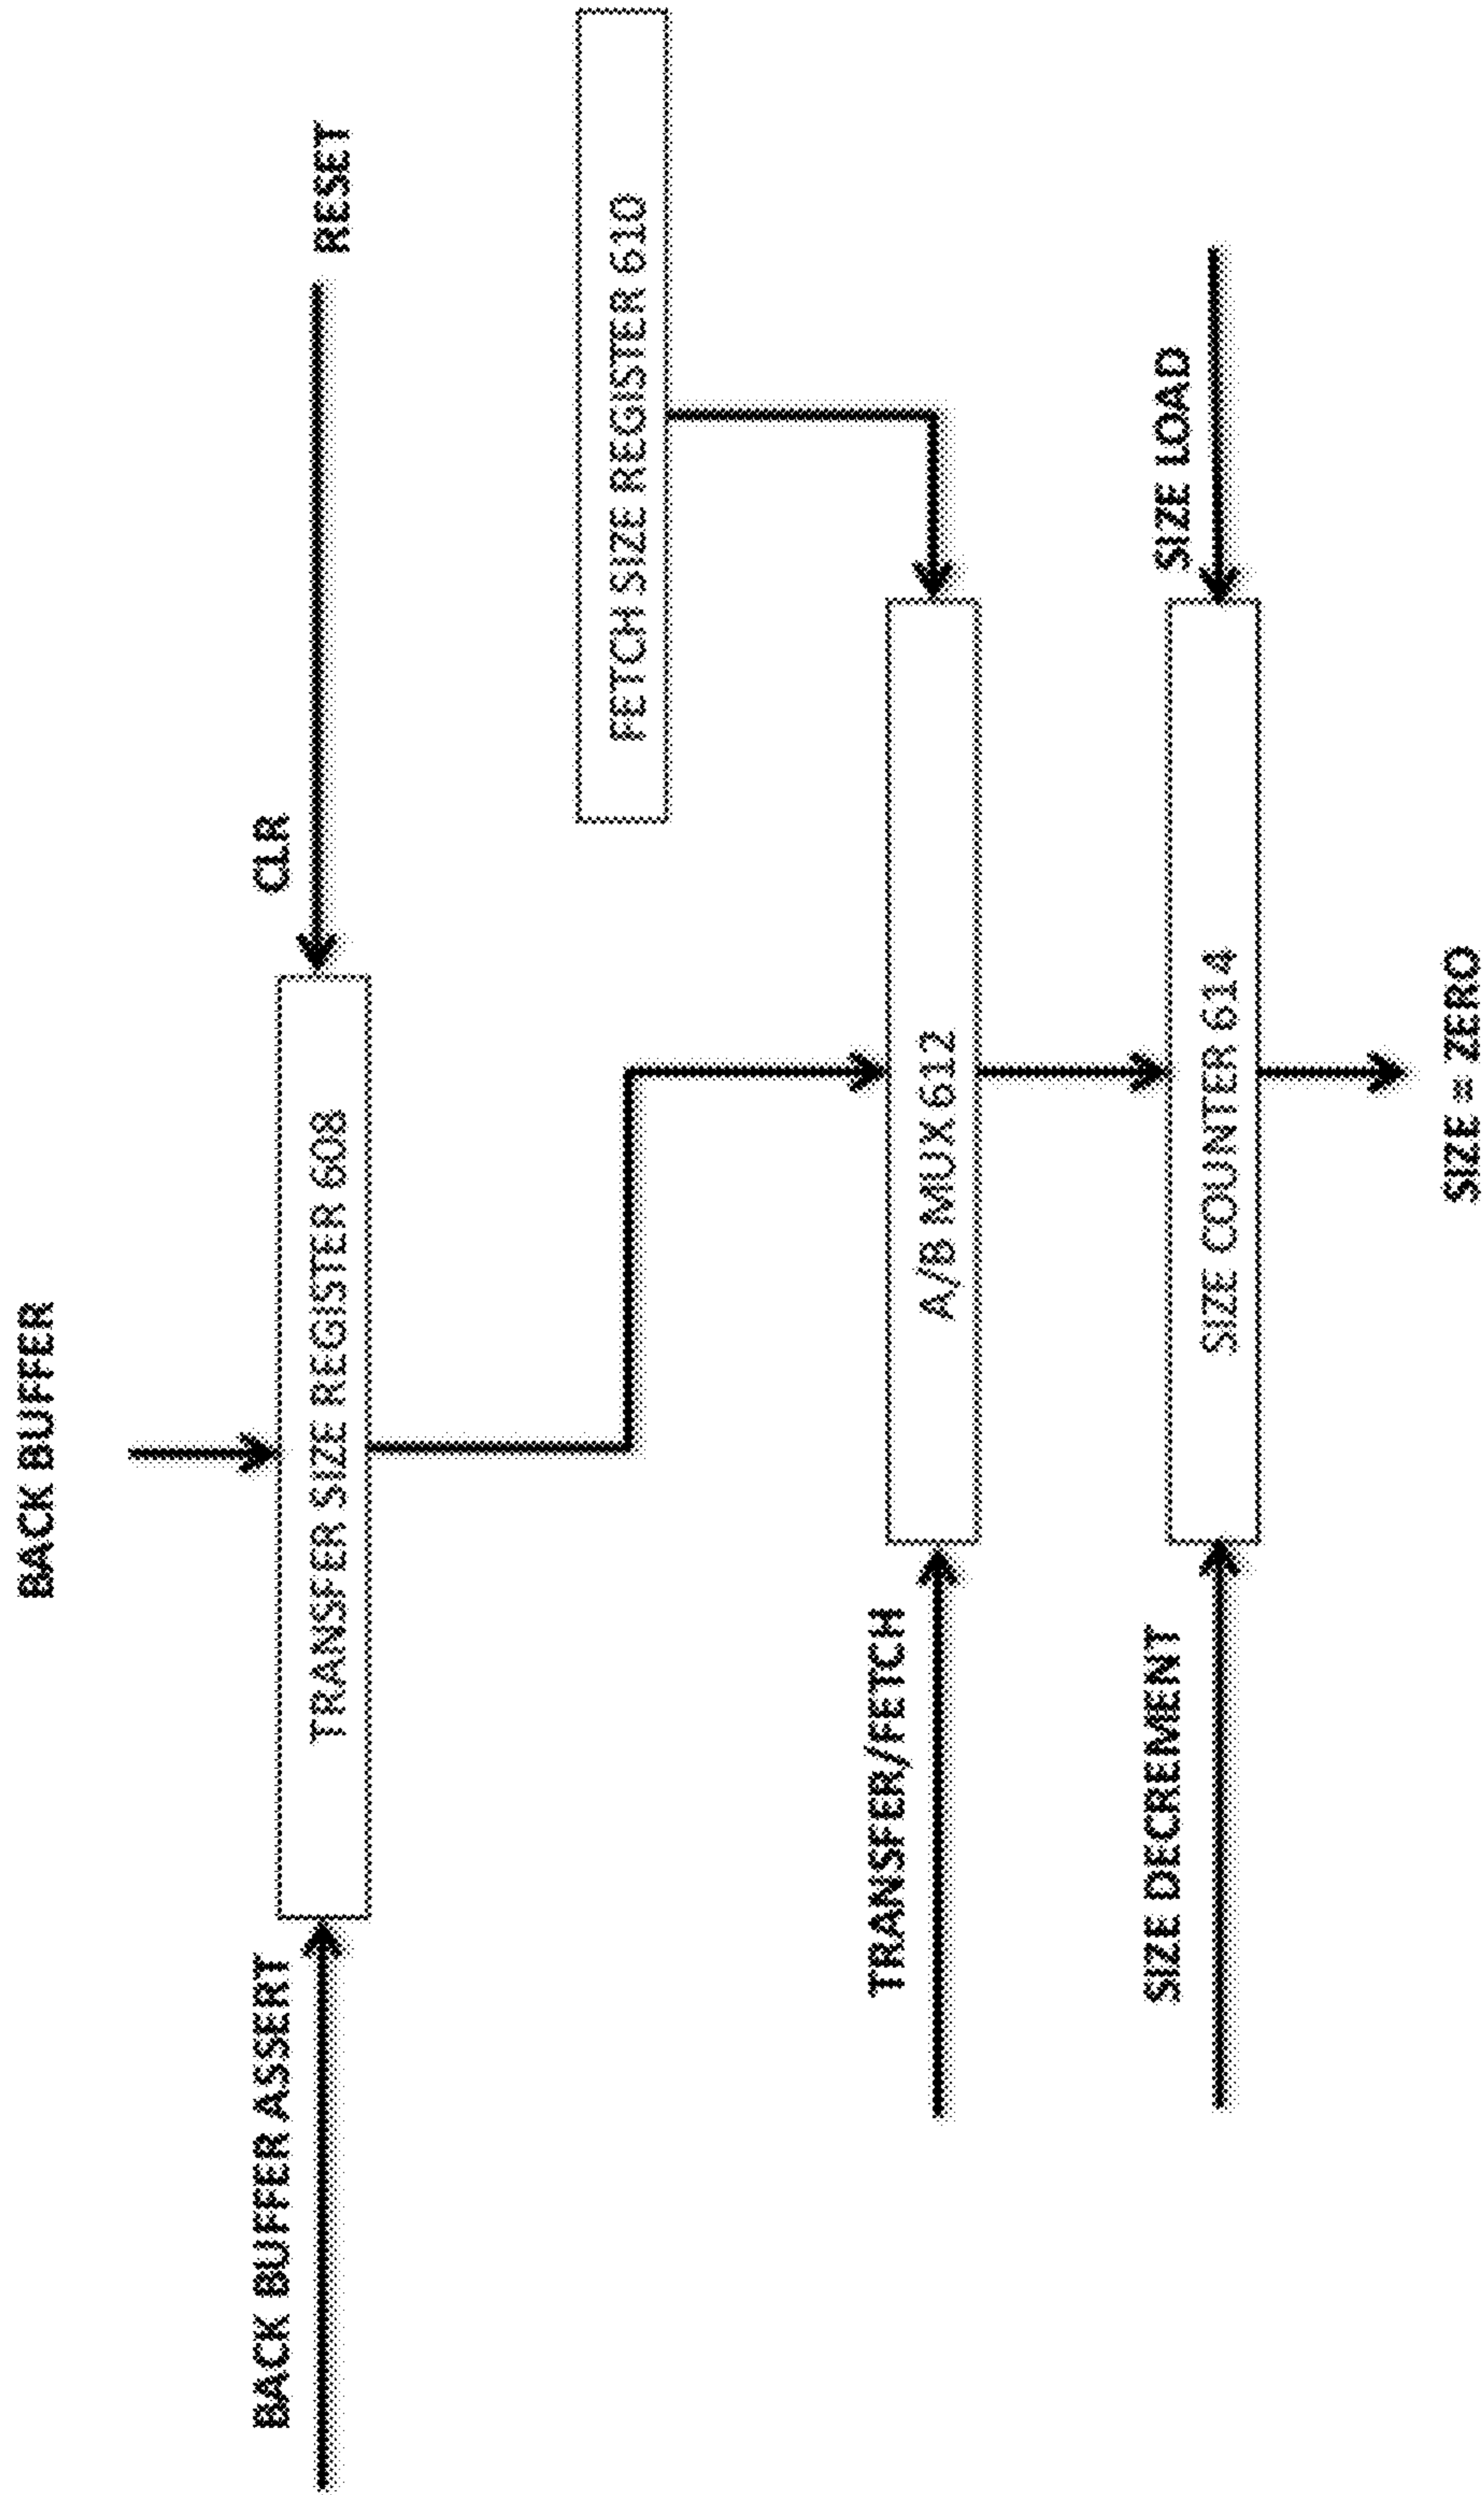 BACK BUFFER
BACK BUFFER ASSERT
CLR
RESET
TRANSFER SIZE REGISTER 608
FETCH SIZE REGISTER 610
TRANSFER/FETCH
A/B MUX 612
SIZE DECREMENT
SIZE LOAD
SIZE COUNTER 614
SIZE = ZERO